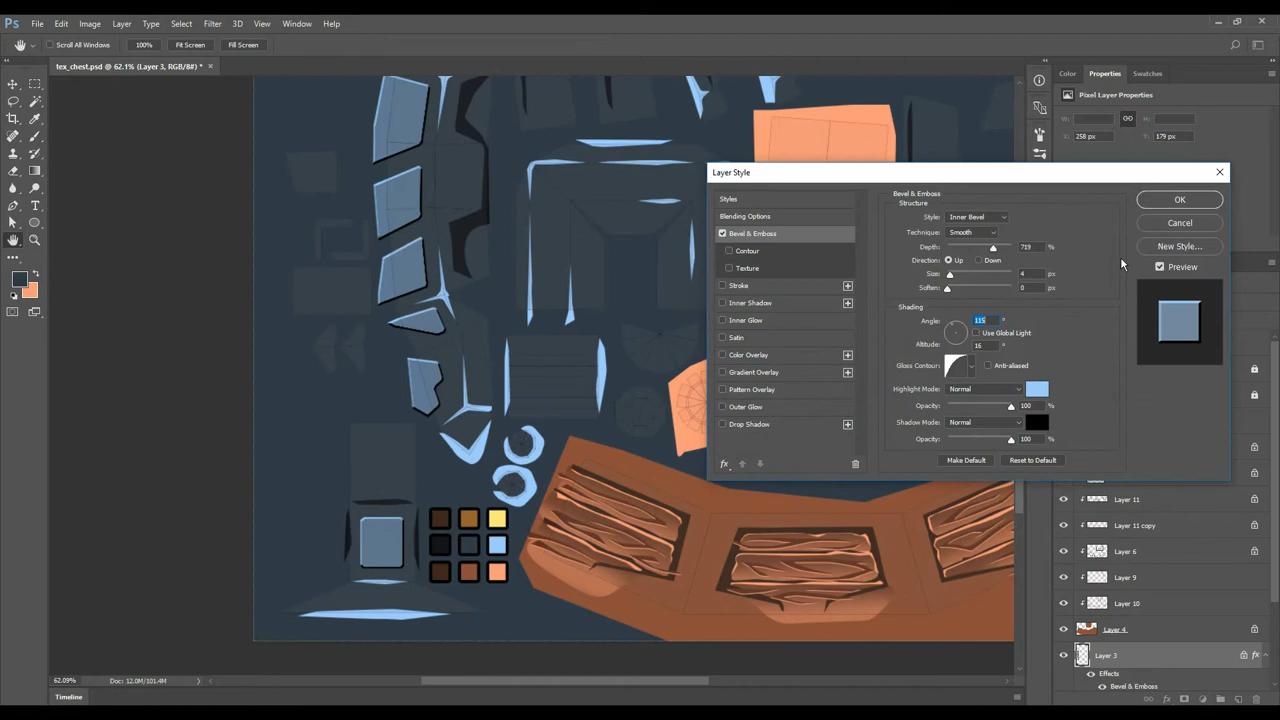 Ps File Edit Image Layer Type Select Filter 3D View Window Help
Scroll All Windows 100% Fit Screen Fill Screen
tex_chest.psd @ 62.1% (Layer 3, RGB/8#) * ×
Color Properties Swatches
Pixel Layer Properties
W: H:
X: 258 px Y: 179 px
Layer Style
Styles
Blending Options
Bevel & Emboss
Contour
Texture
Stroke
Inner Shadow
Inner Glow
Satin
Color Overlay
Gradient Overlay
Pattern Overlay
Outer Glow
Drop Shadow
fx
Bevel & Emboss
Structure
Style: Inner Bevel
Technique: Smooth
Depth: 719 %
Direction: Up Down
Size: 4 px
Soften: 0 px
Shading
Angle: 115 °
Use Global Light
Altitude: 16 °
Gloss Contour: Anti-aliased
Highlight Mode: Normal
Opacity: 100 %
Shadow Mode: Normal
Opacity: 100 %
Make Default Reset to Default
OK
Cancel
New Style...
Preview
Layer 11
Layer 11 copy
Layer 6
Layer 9
Layer 10
Layer 4
Layer 3 fx
Effects
Bevel & Emboss
fx
62.09% Doc: 12.0M/101.4M
Timeline